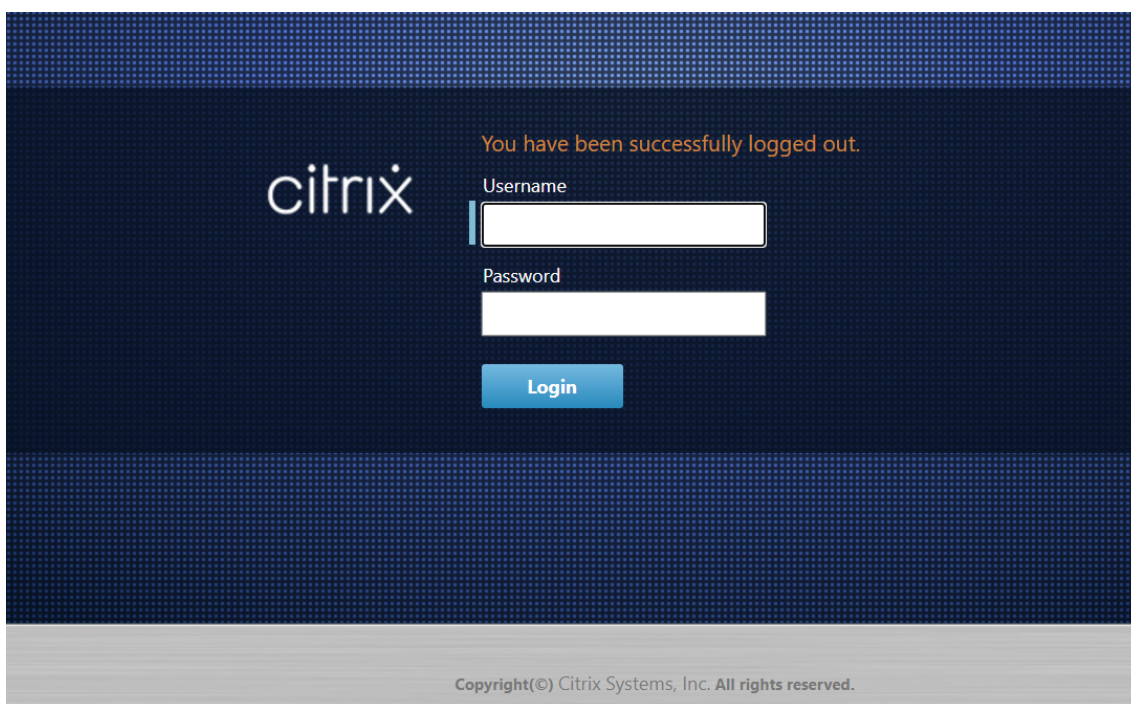 You have been successfully logged out.
citrix
Username
Password
Login
Copyright(©) Citrix Systems, Inc. All rights reserved.